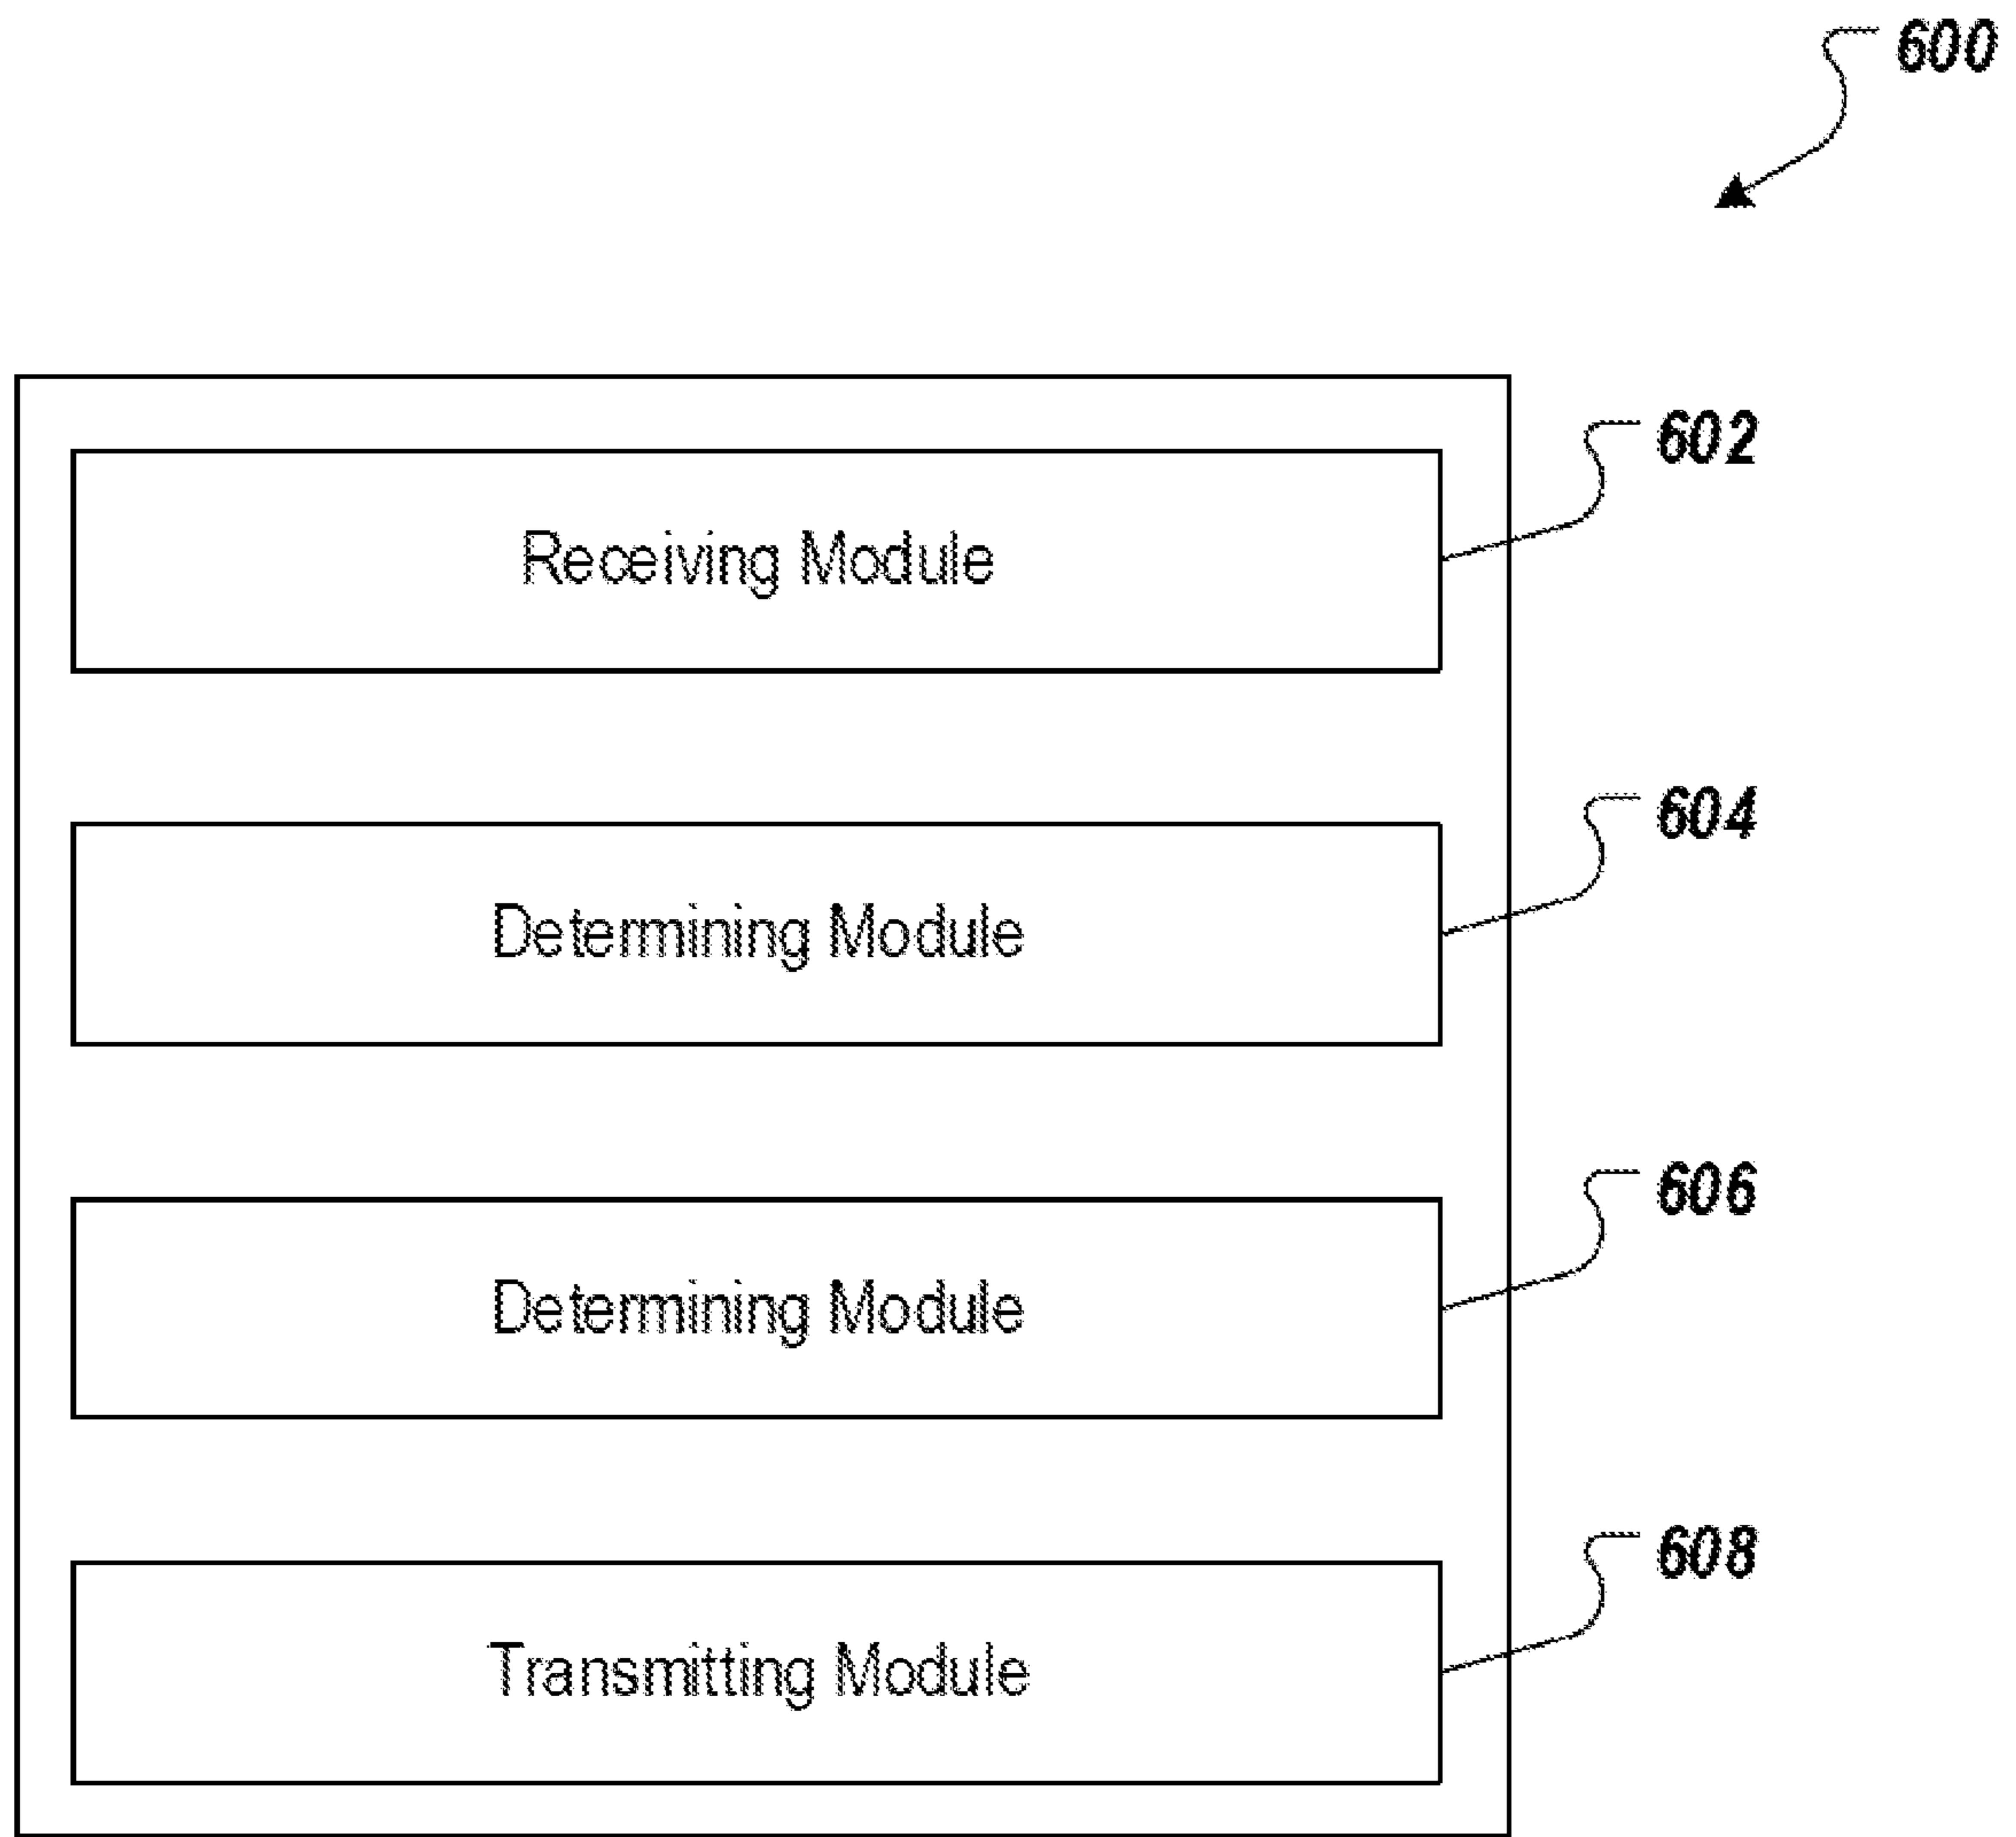 600
602
Receiving Module
604
Determining Module
606
Determining Module
608
Transmitting Module